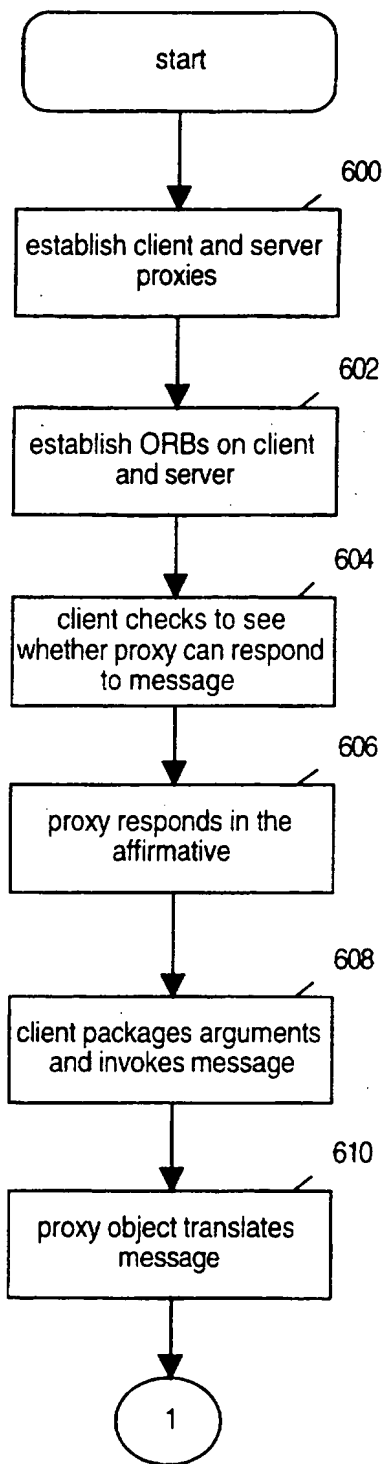 start
600
establish client and server
proxies
602
establish ORBs on client
and server
604
client checks to see
whether proxy can respond
to message
606
proxy responds in the
affirmative
608
client packages arguments
and invokes message
610
proxy object translates
message
1